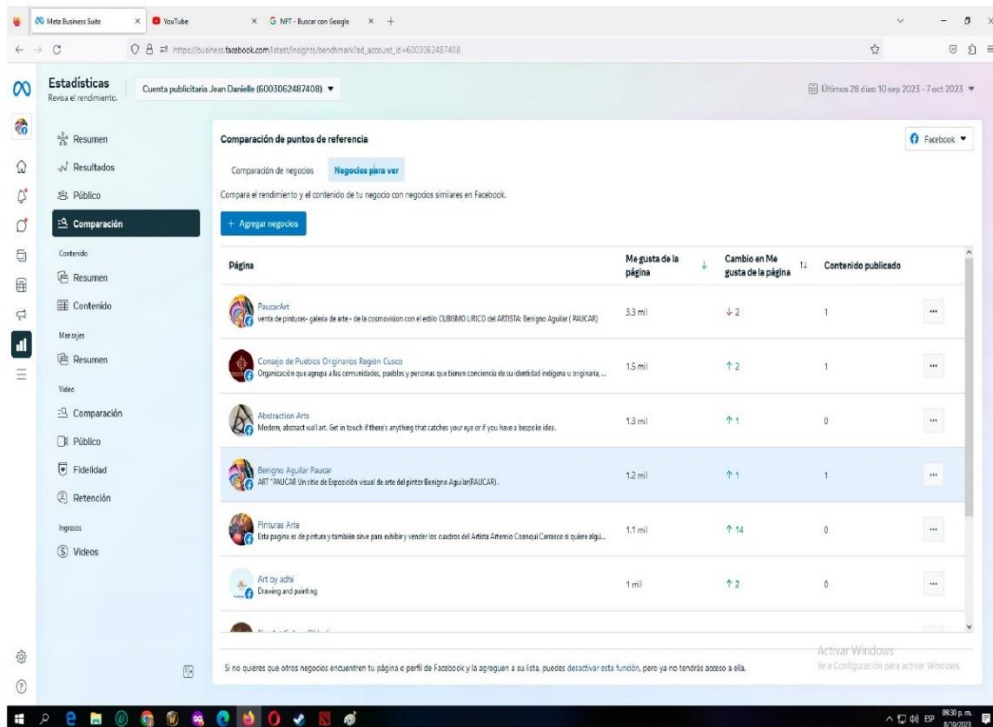 Meta Business Suite
YouTube
NFT - Buscar con Google
https://business.facebook.com/latest/insights/benchmark?ad_account_id=6003062487408
Estadísticas
Revisa el rendimiento.
Cuenta publicitaria Jean Danielle (6003062487408)
Últimos 28 días: 10 sep 2023 - 7 oct 2023
Resumen
Resultados
Público
Comparación
Contenido
Resumen
Contenido
Mensajes
Resumen
Video
Comparación
Público
Fidelidad
Retención
Ingresos
Videos
Comparación de puntos de referencia
Facebook
Comparación de negocios
Negocios para ver
Compara el rendimiento y el contenido de tu negocio con negocios similares en Facebook.
+ Agregar negocios
Página
Me gusta de la página
Cambio en Me gusta de la página
Contenido publicado
PaucarArt
venta de pinturas- galeria de arte - de la cosmovision con el estilo CUBISMO LIRICO del ARTISTA: Benigno Aguilar ( PAUCAR)
3.3 mil
2
1
Consejo de Pueblos Originarios Región Cusco
Organización que agrupa a las comunidades, pueblos y personas que tienen conciencia de su identidad indígena u originaria, ...
1.5 mil
2
1
Abstraction Arts
Modern, abstract wall art. Get in touch if there's anything that catches your eye or if you have a bespoke idea.
1.3 mil
1
0
Benigno Aguilar Paucar
ART "PAUCAR Un sitio de Exposición visual de arte del pintor Benigno Aguilar(PAUCAR) .
1.2 mil
1
1
Pinturas Arte
Esta pagina es de pintura y también sirve para exhibir y vender los cuadros del Artista Artemio Coanqui Carrasco si quiere algu...
1.1 mil
14
0
Art by adhi
Drawing and painting
1 mil
2
0
Si no quieres que otros negocios encuentren tu página o perfil de Facebook y la agreguen a su lista, puedes desactivar esta función, pero ya no tendrás acceso a ella.
Activar Windows
Ve a Configuración para activar Windows.
ESP
09:30 p. m.
8/10/2023